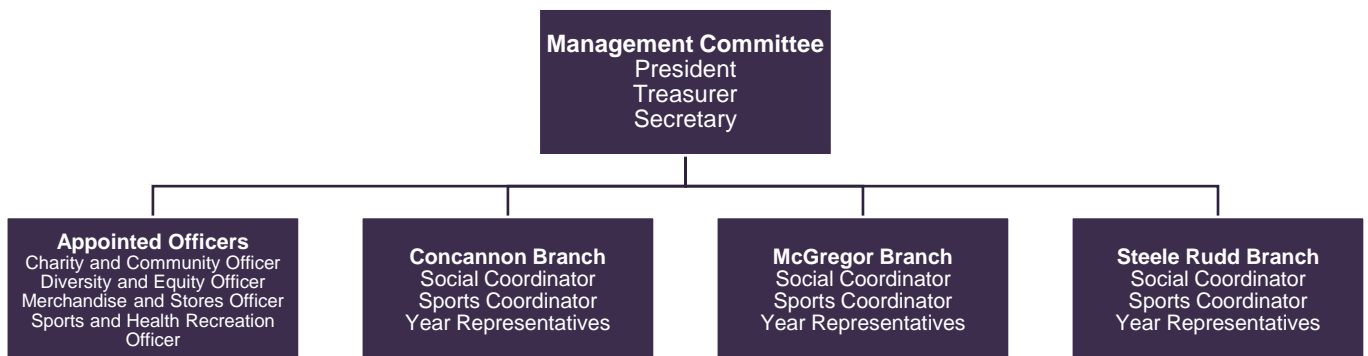 Management Committee
President
Treasurer
Secretary
Appointed Officers
Charity and Community Officer
Diversity and Equity Officer
Merchandise and Stores Officer
Sports and Health Recreation
Officer
Concannon Branch
Social Coordinator
Sports Coordinator
Year Representatives
McGregor Branch
Social Coordinator
Sports Coordinator
Year Representatives
Steele Rudd Branch
Social Coordinator
Sports Coordinator
Year Representatives